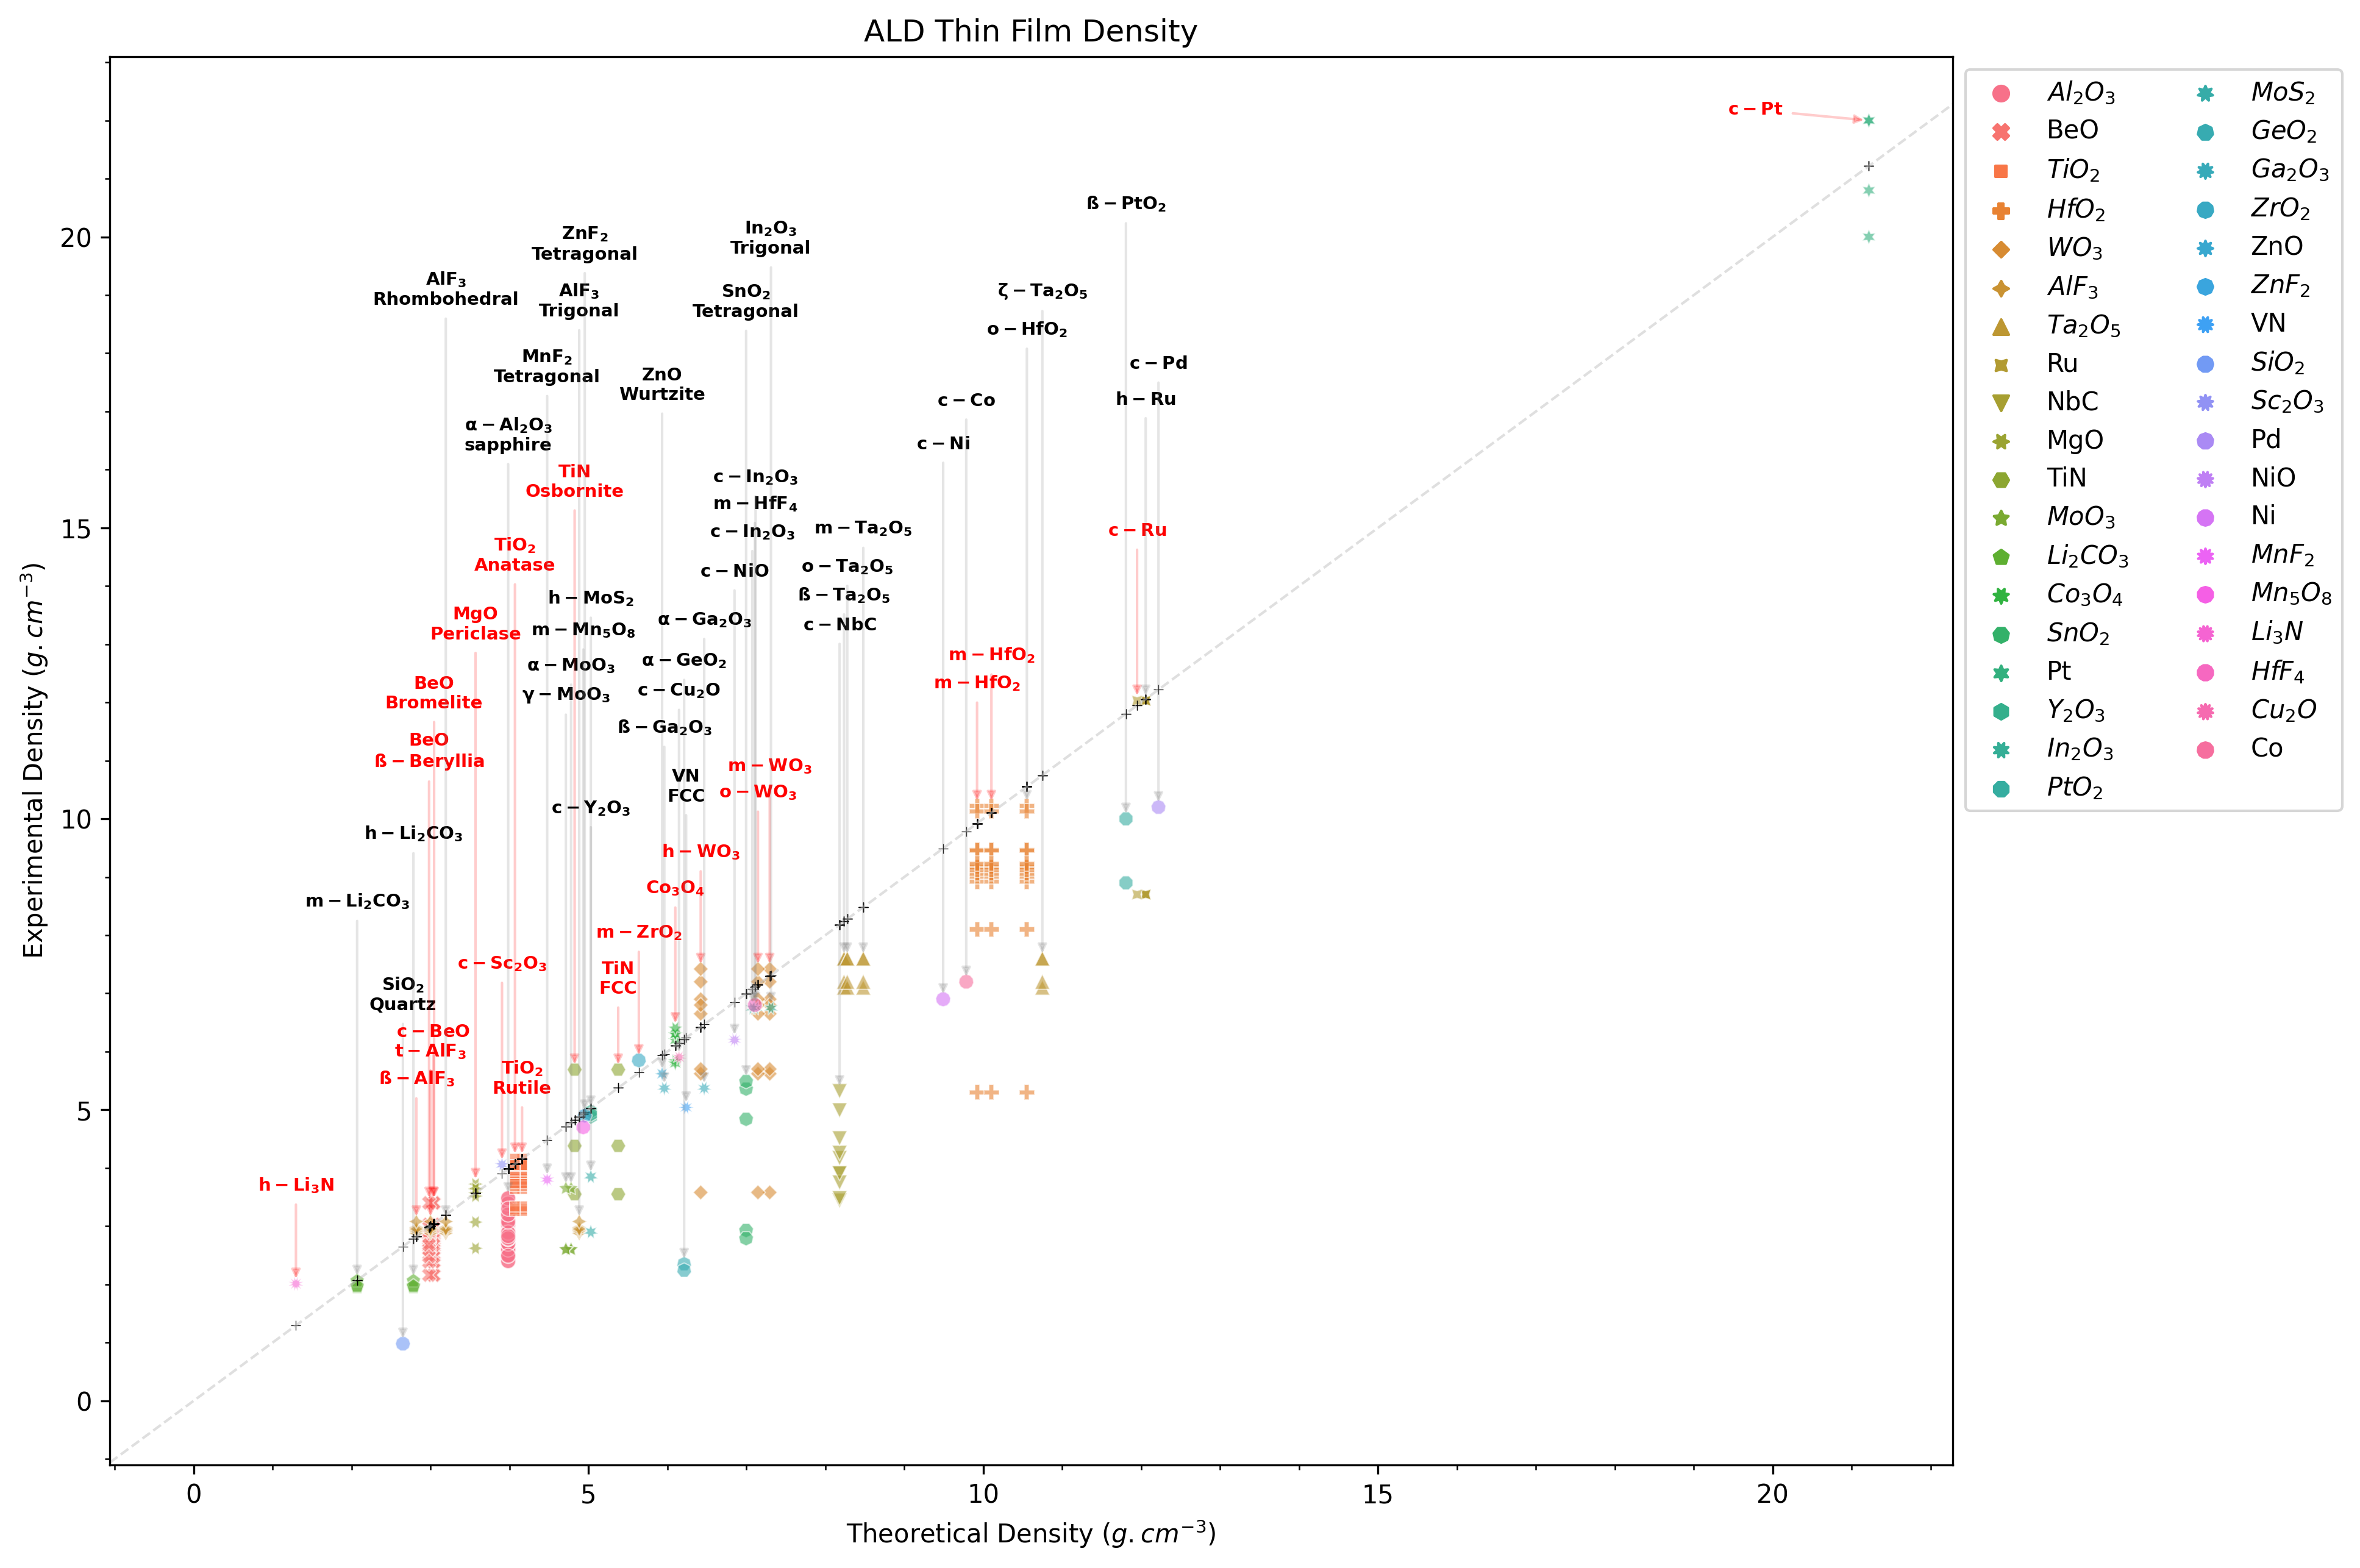 ALD Thin Film Density
c − Pt
ß − PtO₂
ZnF₂
Tetragonal
In₂O₃
Trigonal
AlF₃
Rhombohedral
AlF₃
Trigonal
SnO₂
Tetragonal
ζ − Ta₂O₅
o − HfO₂
MnF₂
Tetragonal
ZnO
Wurtzite
c − Pd
h − Ru
c − Co
c − Ni
α − Al₂O₃
sapphire
TiN
Osbornite
c − In₂O₃
m − HfF₄
c − In₂O₃
m − Ta₂O₅
c − Ru
TiO₂
Anatase
c − NiO
o − Ta₂O₅
ß − Ta₂O₅
c − NbC
h − MoS₂
m − Mn₅O₈
α − MoO₃
γ − MoO₃
MgO
Periclase
α − Ga₂O₃
α − GeO₂
c − Cu₂O
ß − Ga₂O₃
m − HfO₂
m − HfO₂
BeO
Bromelite
BeO
ß − Beryllia
VN
FCC
m − WO₃
o − WO₃
c − Y₂O₃
h − Li₂CO₃
h − WO₃
Co₃O₄
m − Li₂CO₃
m − ZrO₂
c − Sc₂O₃
TiN
FCC
SiO₂
Quartz
c − BeO
t − AlF₃
ß − AlF₃
TiO₂
Rutile
h − Li₃N
20
15
10
5
0
Experimental Density (g.cm⁻³)
0 5 10 15 20
Theoretical Density (g.cm⁻³)
Al₂O₃
BeO
TiO₂
HfO₂
WO₃
AlF₃
Ta₂O₅
Ru
NbC
MgO
TiN
MoO₃
Li₂CO₃
Co₃O₄
SnO₂
Pt
Y₂O₃
In₂O₃
PtO₂
MoS₂
GeO₂
Ga₂O₃
ZrO₂
ZnO
ZnF₂
VN
SiO₂
Sc₂O₃
Pd
NiO
Ni
MnF₂
Mn₅O₈
Li₃N
HfF₄
Cu₂O
Co